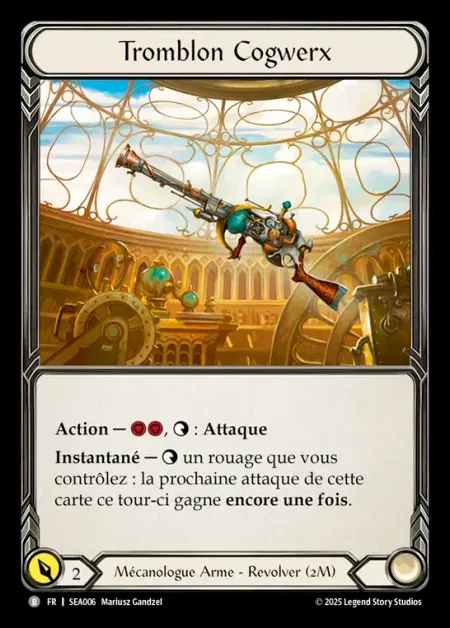 Tromblon Cogwerx
Action — , : Attaque
Instantané — un rouage que vous
contrôlez : la prochaine attaque de cette
carte ce tour-ci gagne encore une fois.
2
Mécanologue Arme - Revolver (2M)
B FR | SEA006 Mariusz Gandzel
© 2025 Legend Story Studios